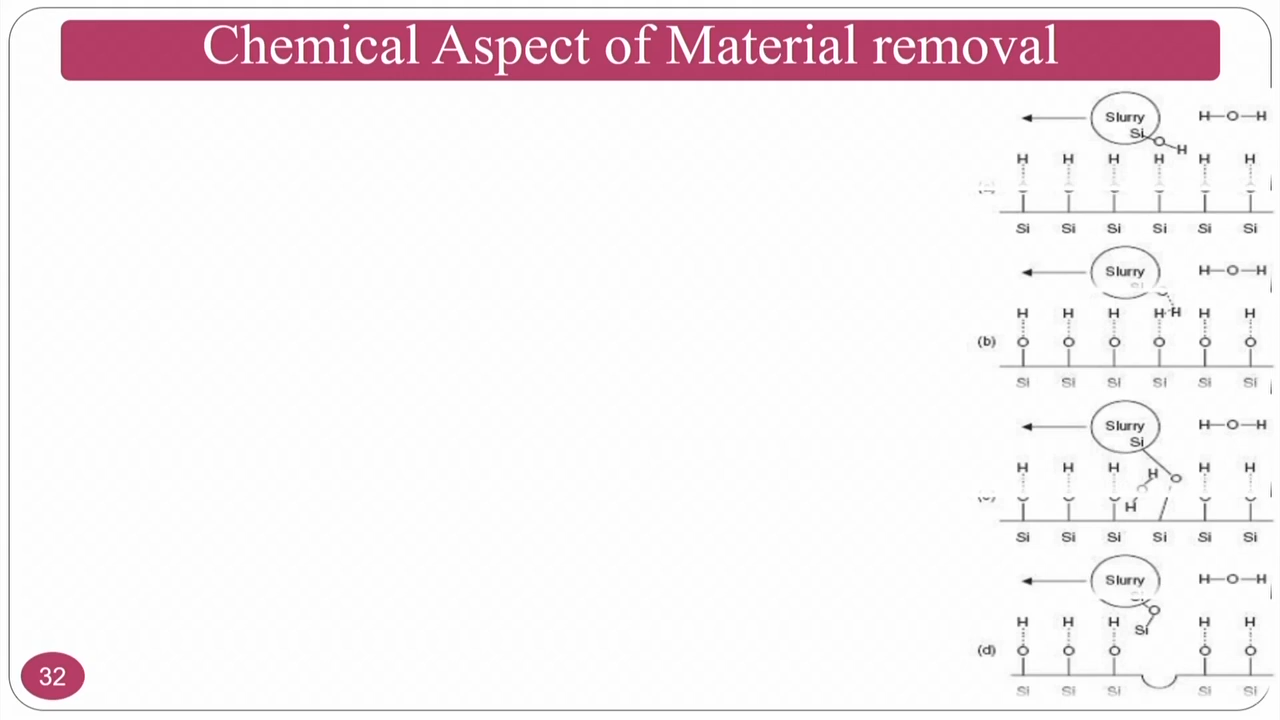 Chemical Aspect of Material removal
Slurry H O H
Si O H
H H H H H H
Si Si Si Si Si Si
Slurry H O H
H H H H H H H
(b) O O O O O O
Si Si Si Si Si Si
Slurry H O H
Si
H H H H O H H
H
Si Si Si Si Si Si
Slurry H O H
O
H H H Si H H
(d) O O O O O
Si Si Si Si Si
32